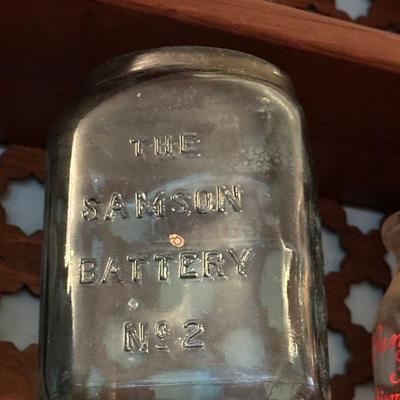 THE
SAMSON
BATTERY
Nº 2